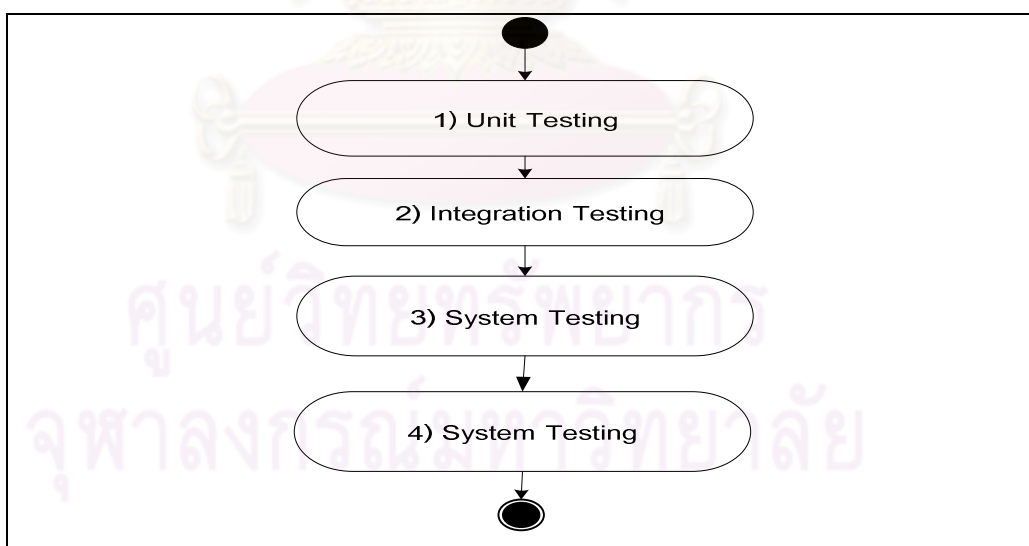 1) Unit Testing
2) Integration Testing
3) System Testing
ศูนย์วิทยทรัพยากร
4) System Testing
จุฬาลงกรณ์มหาวิทยาลัย